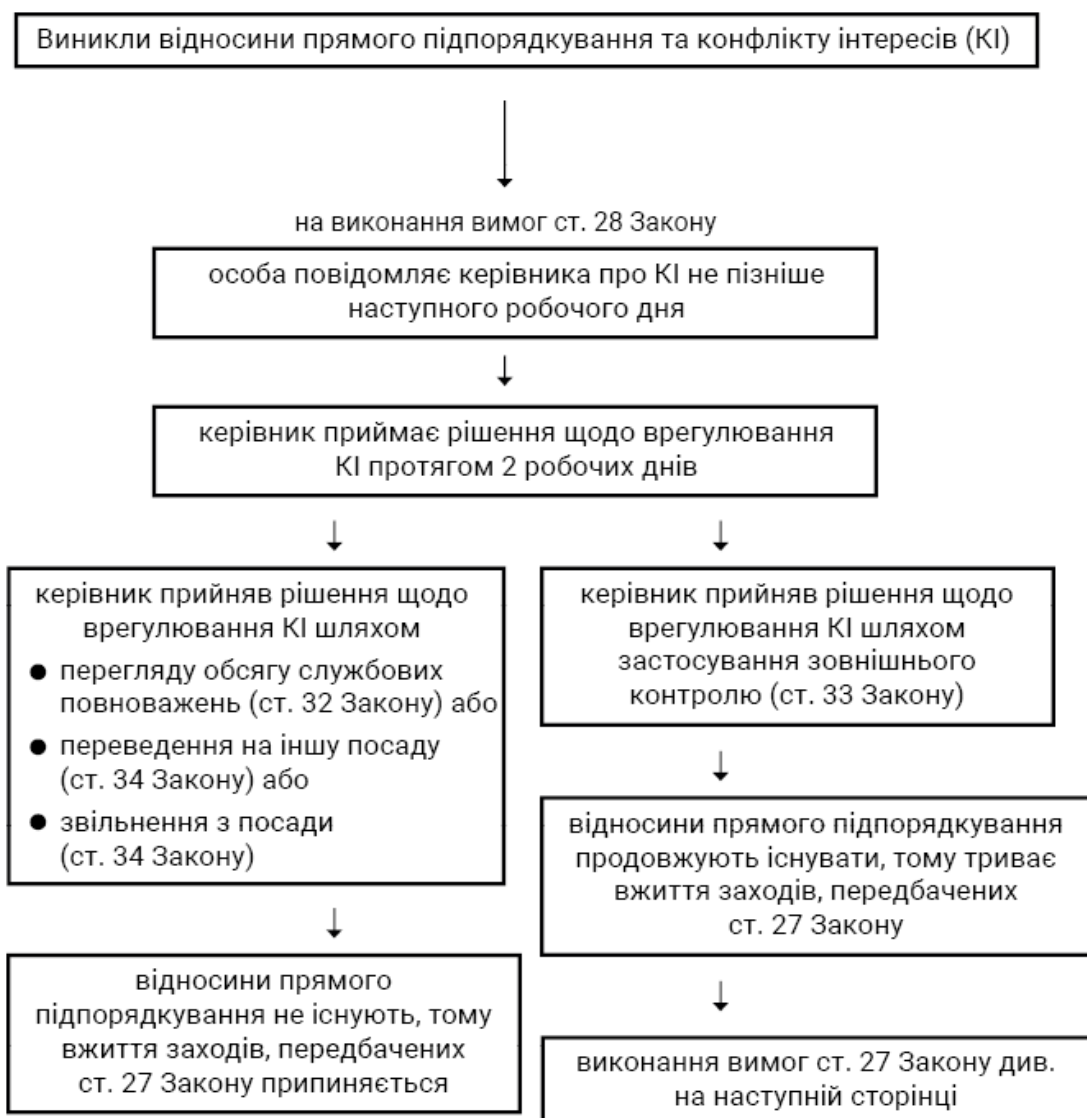 Виникли відносини прямого підпорядкування та конфлікту інтересів (КІ)
на виконання вимог ст. 28 Закону
особа повідомляє керівника про КІ не пізніше
наступного робочого дня
керівник приймає рішення щодо врегулювання
КІ протягом 2 робочих днів
керівник прийняв рішення щодо
врегулювання КІ шляхом
● перегляду обсягу службових
повноважень (ст. 32 Закону) або
● переведення на іншу посаду
(ст. 34 Закону) або
● звільнення з посади
(ст. 34 Закону)
відносини прямого
підпорядкування не існують, тому
вжиття заходів, передбачених
ст. 27 Закону припиняється
керівник прийняв рішення щодо
врегулювання КІ шляхом
застосування зовнішнього
контролю (ст. 33 Закону)
відносини прямого підпорядкування
продовжують існувати, тому триває
вжиття заходів, передбачених
ст. 27 Закону
виконання вимог ст. 27 Закону див.
на наступній сторінці